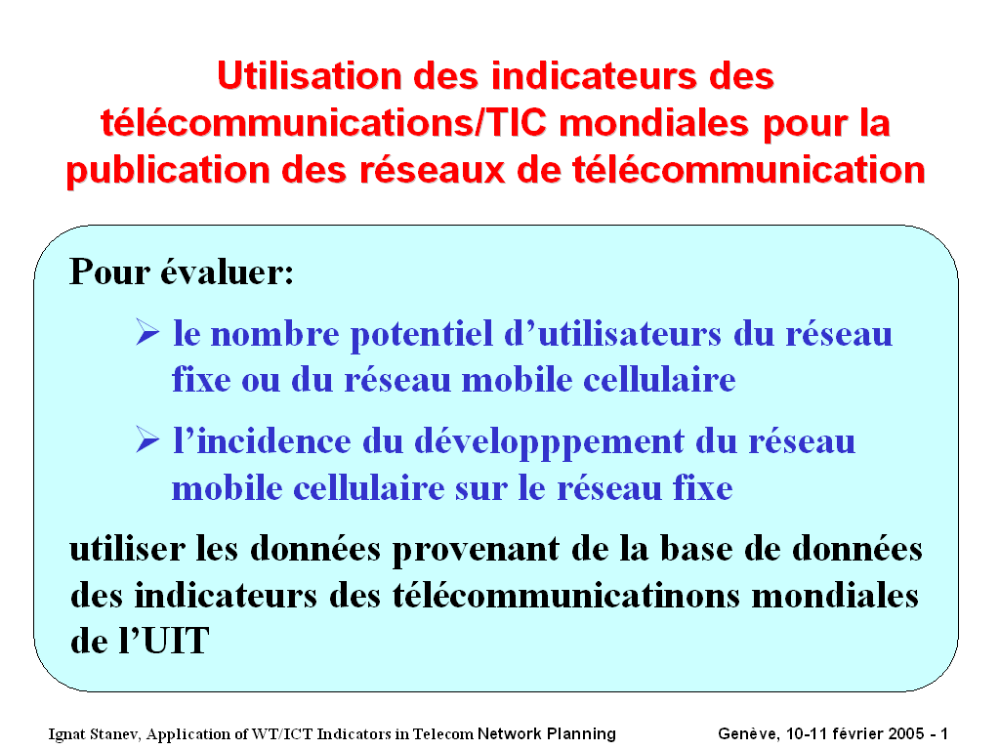 Utilisation des indicateurs des
télécommunications/TIC mondiales pour la
publication des réseaux de télécommunication
Pour évaluer:
➢ le nombre potentiel d’utilisateurs du réseau
fixe ou du réseau mobile cellulaire
➢ l’incidence du développpement du réseau
mobile cellulaire sur le réseau fixe
utiliser les données provenant de la base de données
des indicateurs des télécommunicatinons mondiales
de l’UIT
Ignat Stanev, Application of WT/ICT Indicators in Telecom Network Planning
Genève, 10-11 février 2005 - 1